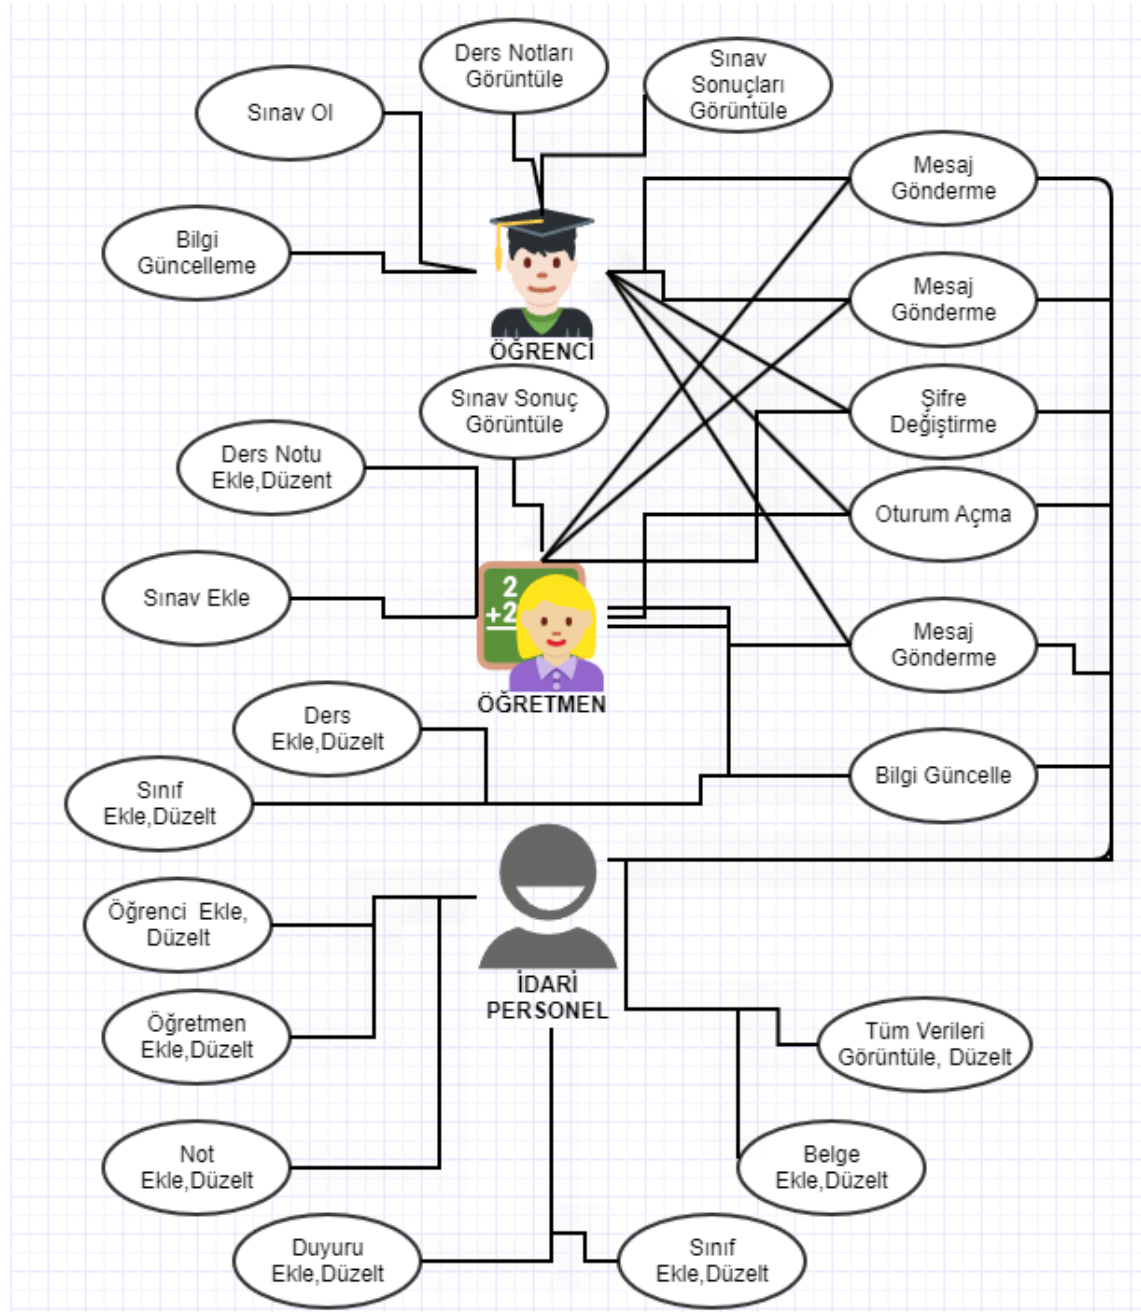 Ders Notları
Görüntüle
Sınav
Sonuçları
Görüntüle
Sınav Ol
Mesaj
Gönderme
Bilgi
Güncelleme
Mesaj
Gönderme
ÖĞRENCİ
Sınav Sonuç
Görüntüle
Şifre
Değiştirme
Ders Notu
Ekle,Düzent
Oturum Açma
Sınav Ekle
2
+2
Mesaj
Gönderme
ÖĞRETMEN
Ders
Ekle,Düzelt
Bilgi Güncelle
Sınıf
Ekle,Düzelt
Öğrenci  Ekle,
Düzelt
İDARİ
PERSONEL
Öğretmen
Ekle,Düzelt
Tüm Verileri
Görüntüle, Düzelt
Not
Ekle,Düzelt
Belge
Ekle,Düzelt
Duyuru
Ekle,Düzelt
Sınıf
Ekle,Düzelt